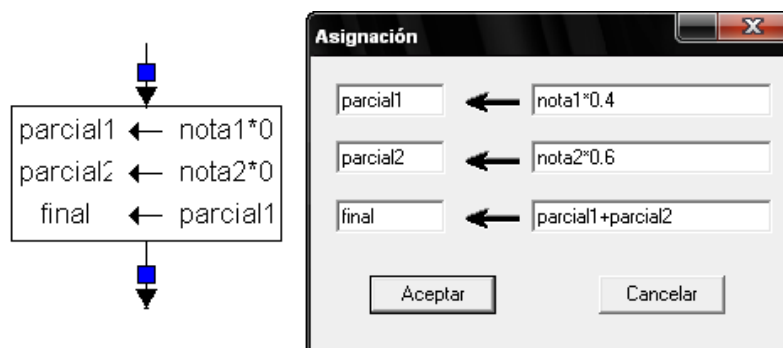 parcial1 ← nota1*0
parcial2 ← nota2*0
final ← parcial1
Asignación
parcial1 ← nota1*0.4
parcial2 ← nota2*0.6
final ← parcial1+parcial2
Aceptar Cancelar